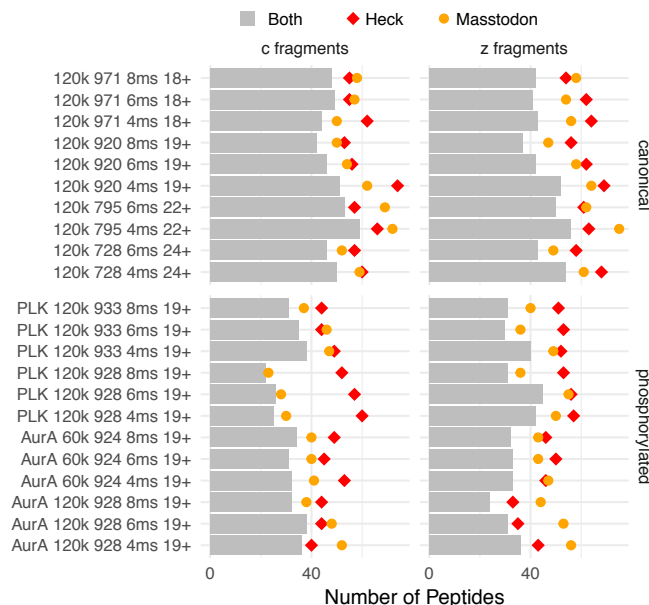 Both Heck Masstodon
c fragments z fragments
120k 971 8ms 18+
120k 971 6ms 18+
120k 971 4ms 18+
120k 920 8ms 19+
120k 920 6ms 19+
120k 920 4ms 19+
120k 795 6ms 22+
120k 795 4ms 22+
120k 728 6ms 24+
120k 728 4ms 24+
canonical
PLK 120k 933 8ms 19+
PLK 120k 933 6ms 19+
PLK 120k 933 4ms 19+
PLK 120k 928 8ms 19+
PLK 120k 928 6ms 19+
PLK 120k 928 4ms 19+
AurA 60k 924 8ms 19+
AurA 60k 924 6ms 19+
AurA 60k 924 4ms 19+
AurA 120k 928 8ms 19+
AurA 120k 928 6ms 19+
AurA 120k 928 4ms 19+
phosphorylated
0 40 0 40
Number of Peptides